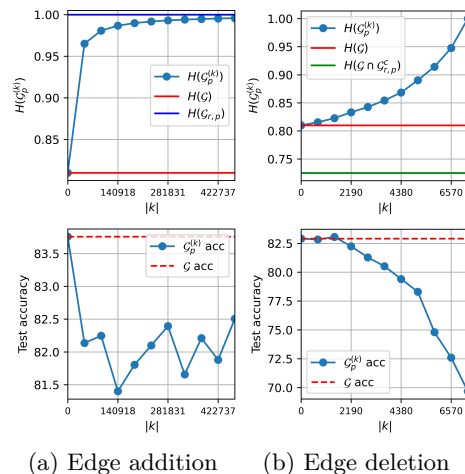 H(𝒢_p^{(k)})
1.00
0.95
0.90
0.85
H(𝒢_p^{(k)})
H(𝒢)
H(𝒢_{r,p})
0 140918 281831 422737
|k|
H(𝒢_p^{(k)})
1.00
0.95
0.90
0.85
0.80
0.75
H(𝒢_p^{(k)})
H(𝒢)
H(𝒢 ∩ 𝒢_{r,p}^c)
0 2190 4380 6570
|k|
Test accuracy
83.5
83.0
82.5
82.0
81.5
𝒢_p^{(k)} acc
𝒢 acc
0 140918 281831 422737
|k|
Test accuracy
82.5
80.0
77.5
75.0
72.5
70.0
𝒢_p^{(k)} acc
𝒢 acc
0 2190 4380 6570
|k|
(a) Edge addition
(b) Edge deletion